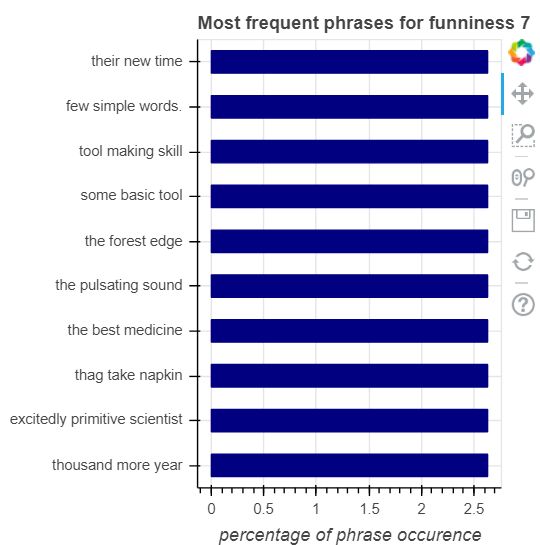 Most frequent phrases for funniness 7
their new time
few simple words.
tool making skill
some basic tool
the forest edge
the pulsating sound
the best medicine
thag take napkin
excitedly primitive scientist
thousand more year
0 0.5 1 1.5 2 2.5
percentage of phrase occurence